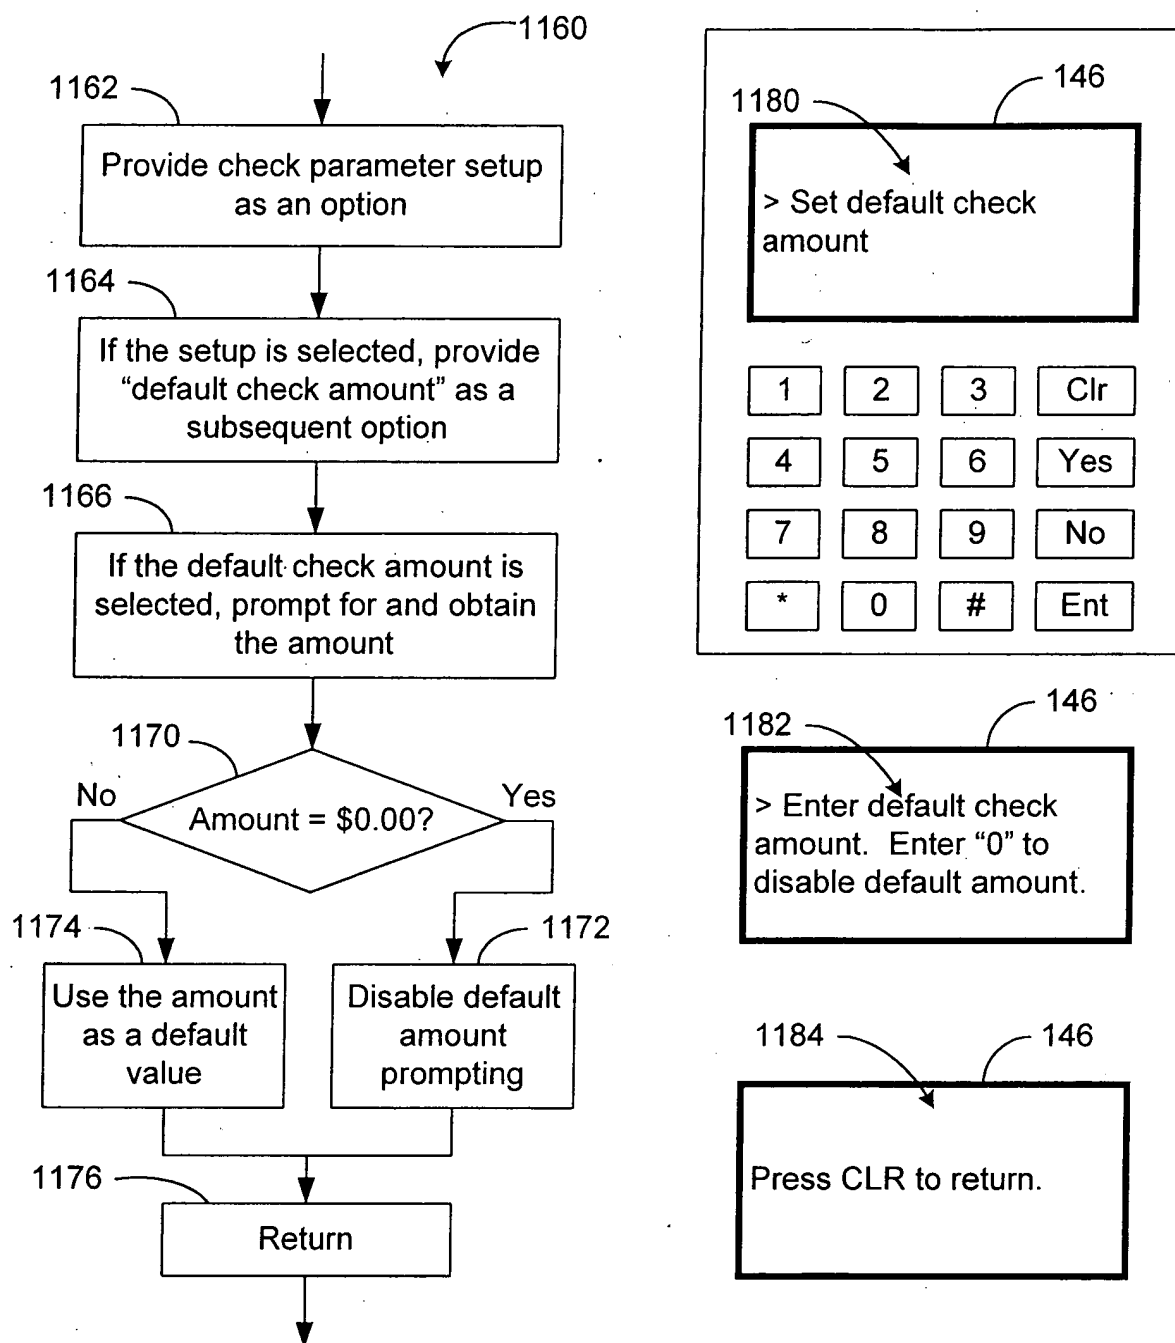 1160
1162
Provide check parameter setup
as an option
1164
If the setup is selected, provide
“default check amount” as a
subsequent option
1166
If the default check amount is
selected, prompt for and obtain
the amount
1170
No
Yes
Amount = $0.00?
1174
1172
Use the amount
as a default
value
Disable default
amount
prompting
1176
Return
146
1180
> Set default check
amount
1 2 3 Clr
4 5 6 Yes
7 8 9 No
* 0 # Ent
146
1182
> Enter default check
amount. Enter “0” to
disable default amount.
1184
146
Press CLR to return.